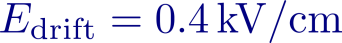 E_drift = 0.4 kV/cm